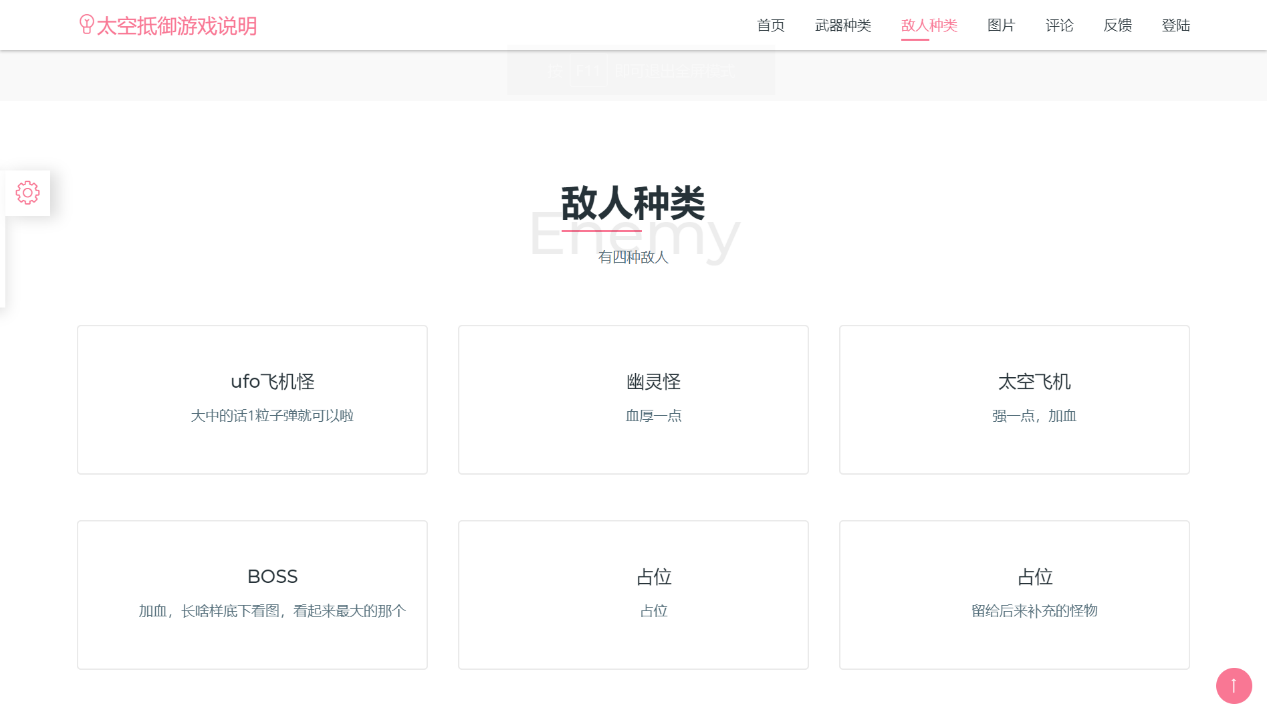 太空抵御游戏说明
首页 武器种类 敌人种类 图片 评论 反馈 登陆
敌人种类
Enemy
有四种敌人
ufo飞机怪
大中的话1粒子弹就可以啦
幽灵怪
血厚一点
太空飞机
强一点，加血
BOSS
加血，长啥样底下看图，看起来最大的那个
占位
占位
占位
留给后来补充的怪物
↑